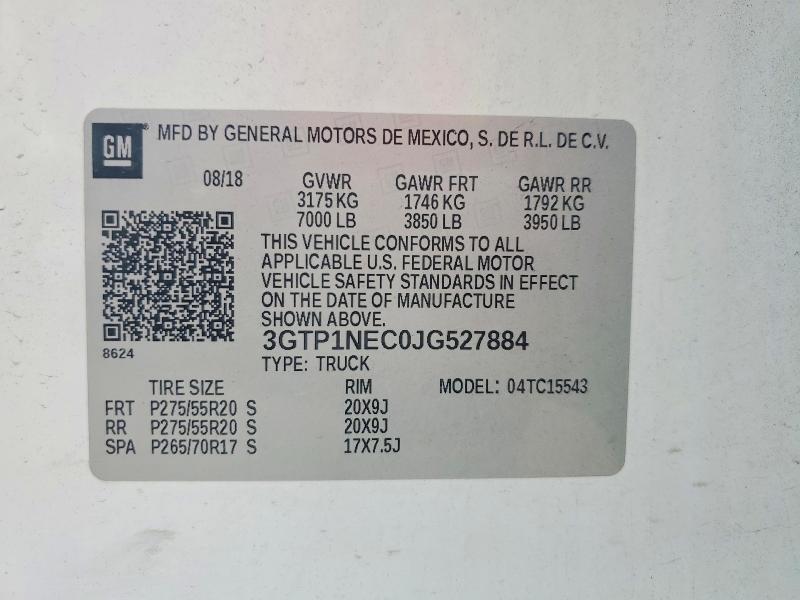 GM ® MFD BY GENERAL MOTORS DE MEXICO, S. DE R.L. DE C.V.
08/18 GVWR GAWR FRT GAWR RR
3175 KG 1746 KG 1792 KG
7000 LB 3850 LB 3950 LB
THIS VEHICLE CONFORMS TO ALL
APPLICABLE U.S. FEDERAL MOTOR
VEHICLE SAFETY STANDARDS IN EFFECT
ON THE DATE OF MANUFACTURE
SHOWN ABOVE.
3GTP1NEC0JG527884
8624
TYPE: TRUCK
TIRE SIZE RIM MODEL: 04TC15543
FRT P275/55R20 S 20X9J
RR P275/55R20 S 20X9J
SPA P265/70R17 S 17X7.5J